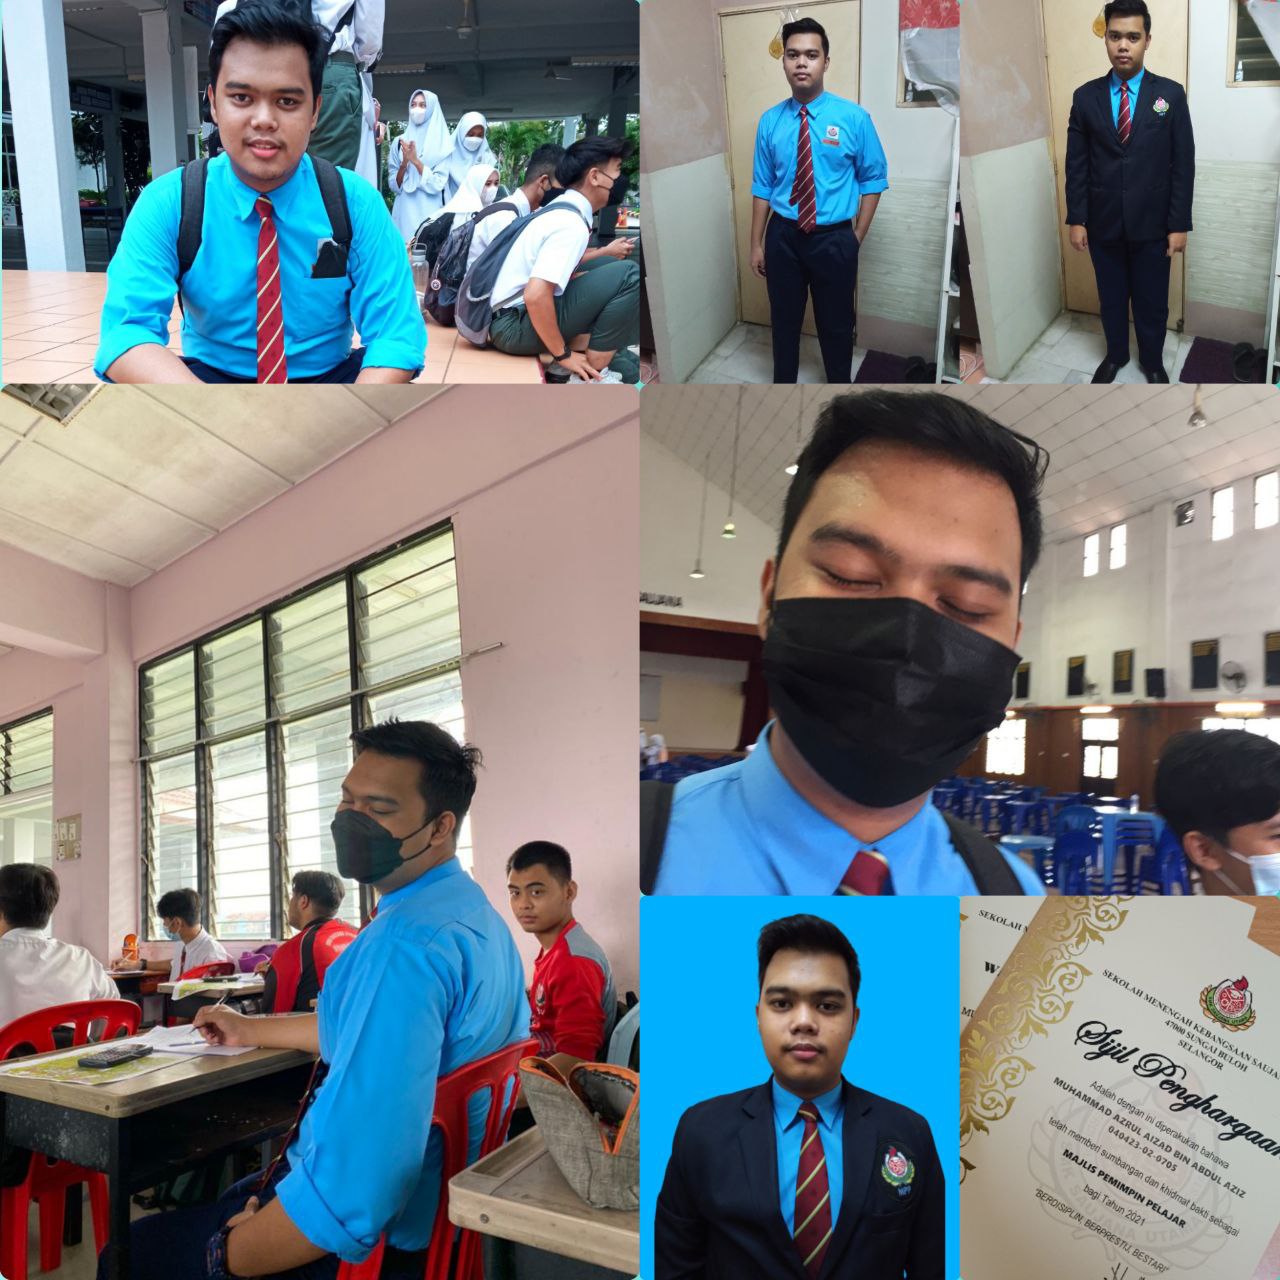 SEKOLAH M
W
MU
SEKOLAH MENENGAH KEBANGSAAN SAUJA
47000 SUNGAI BULOH
SELANGOR
Sijil Penghargaan
Adalah dengan ini diperakukan bahawa
MUHAMMAD AZRUL AIZAD BIN ABDUL AZIZ
040423-02-0705
telah memberi sumbangan dan khidmat bakti sebagai
MAJLIS PEMIMPIN PELAJAR
bagi Tahun 2021
"BERDISIPLIN, BERPRESTIJ, BESTARI"